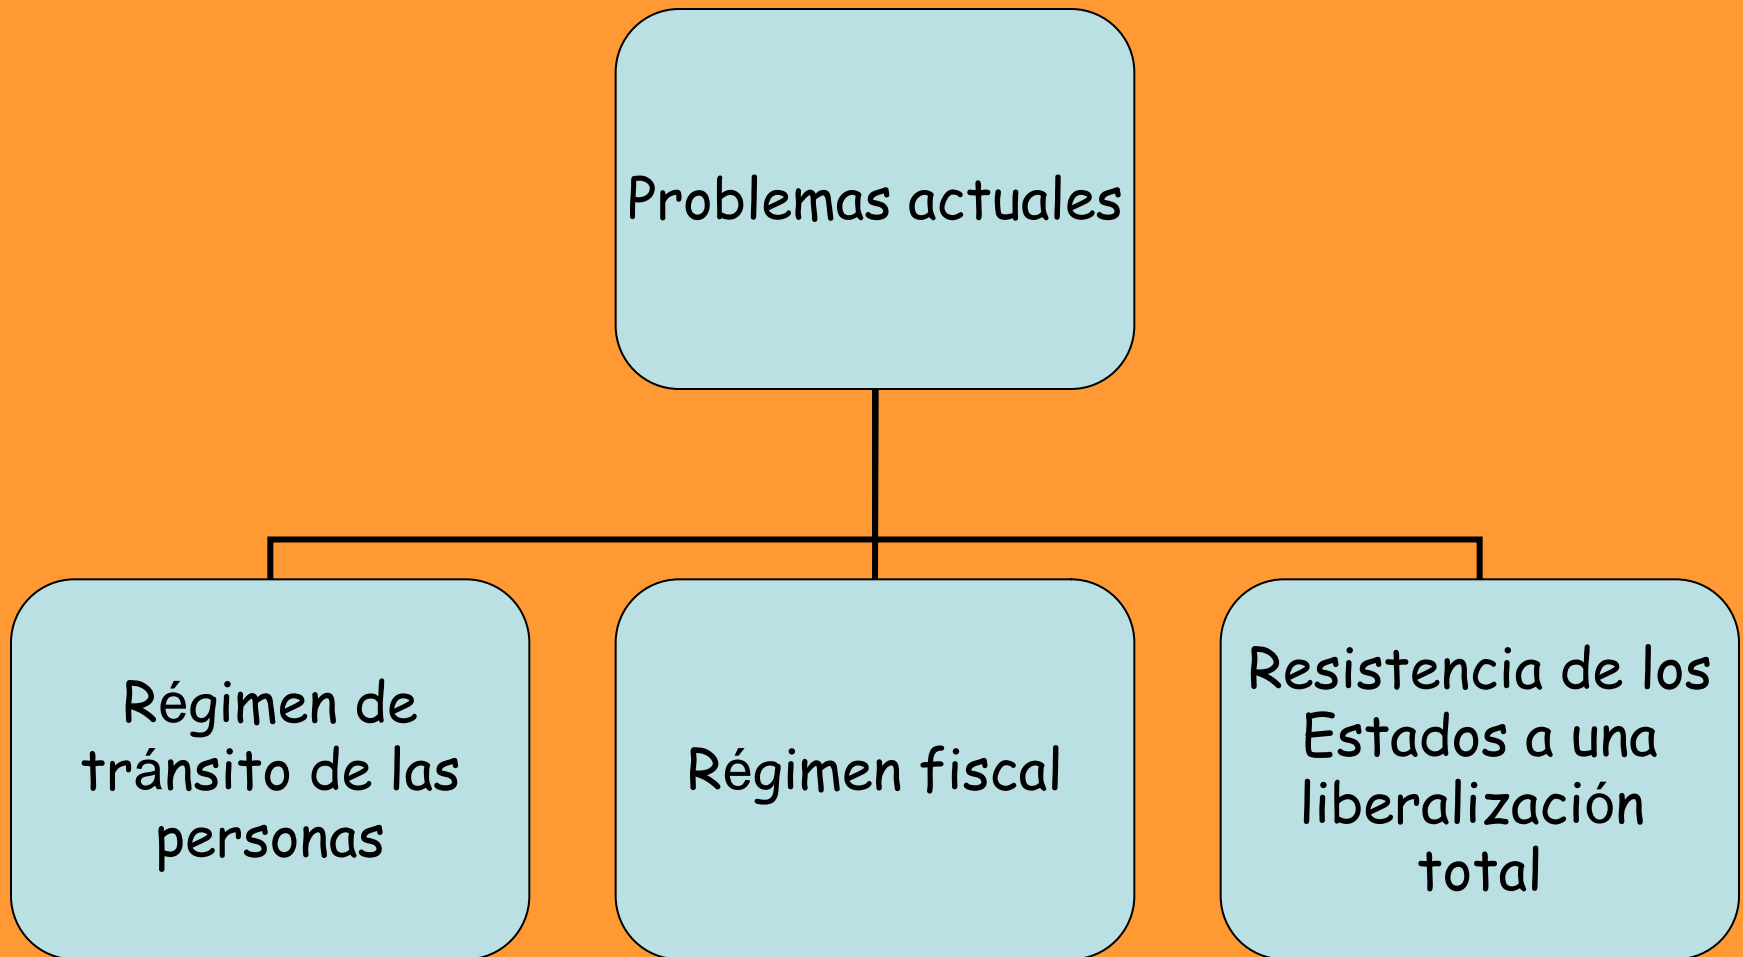 Problemas actuales
Régimen de
tránsito de las
personas
Régimen fiscal
Resistencia de los
Estados a una
liberalización
total